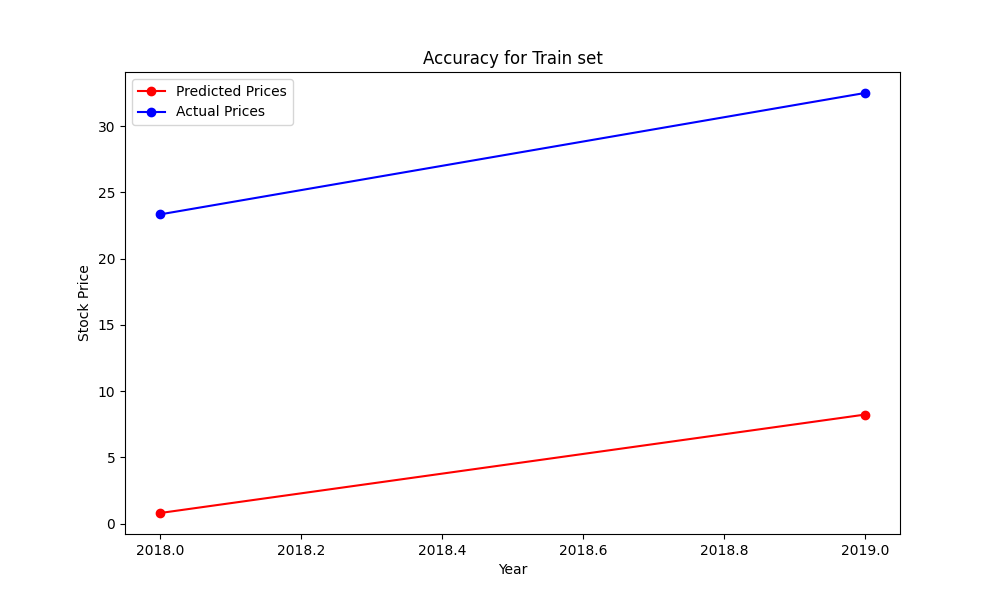 Accuracy for Train set
Predicted Prices
Actual Prices
Stock Price
30
25
20
15
10
5
0
2018.0 2018.2 2018.4 2018.6 2018.8 2019.0
Year